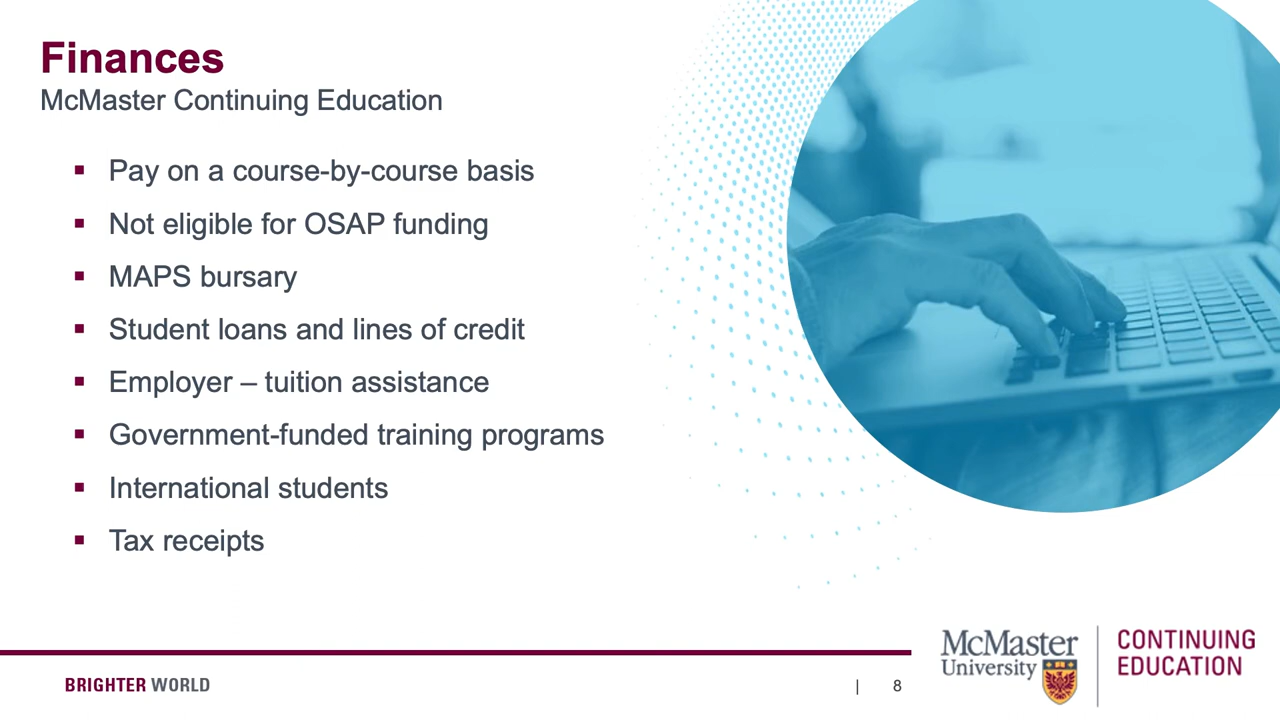 Finances
McMaster Continuing Education
▪ Pay on a course-by-course basis
▪ Not eligible for OSAP funding
▪ MAPS bursary
▪ Student loans and lines of credit
▪ Employer – tuition assistance
▪ Government-funded training programs
▪ International students
▪ Tax receipts
BRIGHTER WORLD
| 8
McMaster
University
CONTINUING
EDUCATION